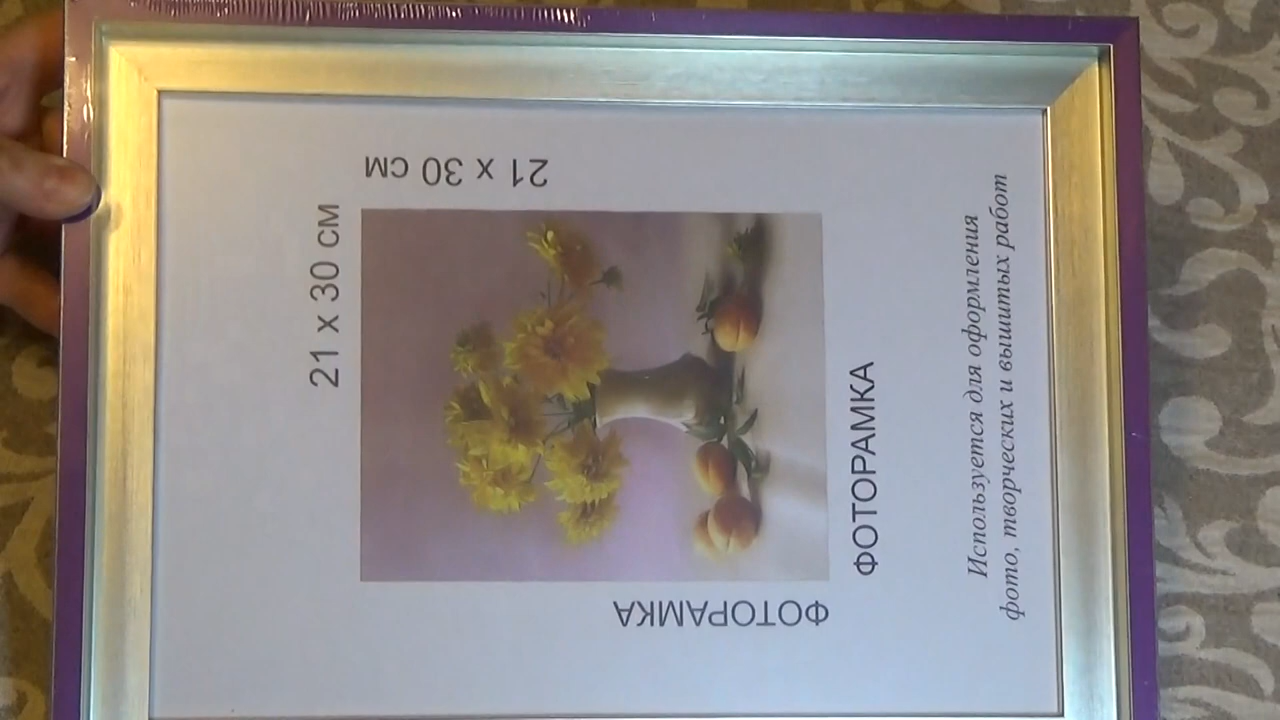 21 x 30 см
21 x 30 см
ФОТОРАМКА
ФОТОРАМКА
Используется для оформления
фото, творческих и вышитых работ